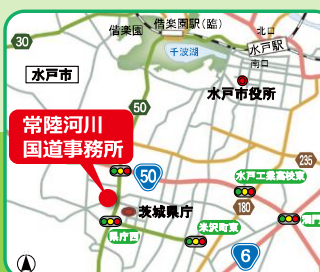 偕楽園駅(臨)
偕楽園
北口
水戸駅
南口
千波湖
30
水戸市
水戸市役所
50
常陸河川
国道事務所
235
50
水戸工業高校東
茨城県庁
180
県庁西
米沢町東
6